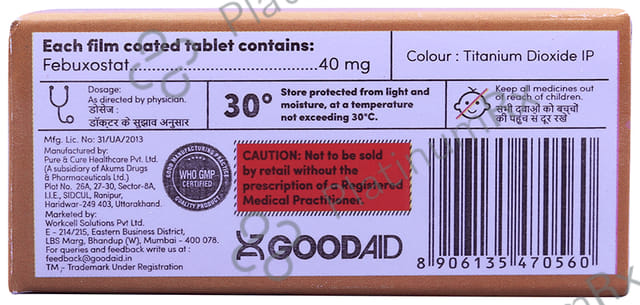 Each film coated tablet contains:
Febuxostat..............................40 mg
Colour : Titanium Dioxide IP
Dosage:
As directed by physician.
डोसेज :
डॉक्टर के सुझाव अनुसार
30°
Store protected from light and
moisture, at a temperature
not exceeding 30°C.
Keep all medicines out
of reach of children.
सभी दवाओं को बच्चों
की पहुंच से दूर रखें
Mfg. Lic. No: 31/UA/2013
Manufactured by:
Pure & Cure Healthcare Pvt. Ltd.
(A subsidiary of Akums Drugs
& Pharmaceuticals Ltd.)
Plot No. 26A, 27-30, Sector-8A,
I.I.E., SIDCUL, Ranipur,
Haridwar-249 403, Uttarakhand.
Marketed by:
Workcell Solutions Pvt Ltd.
E - 214/215, Eastern Business District,
LBS Marg, Bhandup (W), Mumbai - 400 078.
For queries and feedback write us at :
feedback@goodaid.in
TM - Trademark Under Registration
GOOD MANUFACTURING PRACTICE
WHO GMP
CERTIFIED
QUALITY PRODUCT
CAUTION: Not to be sold
by retail without the
prescription of a Registered
Medical Practitioner.
GOODAID
8 906135 470560
PlatinumRx